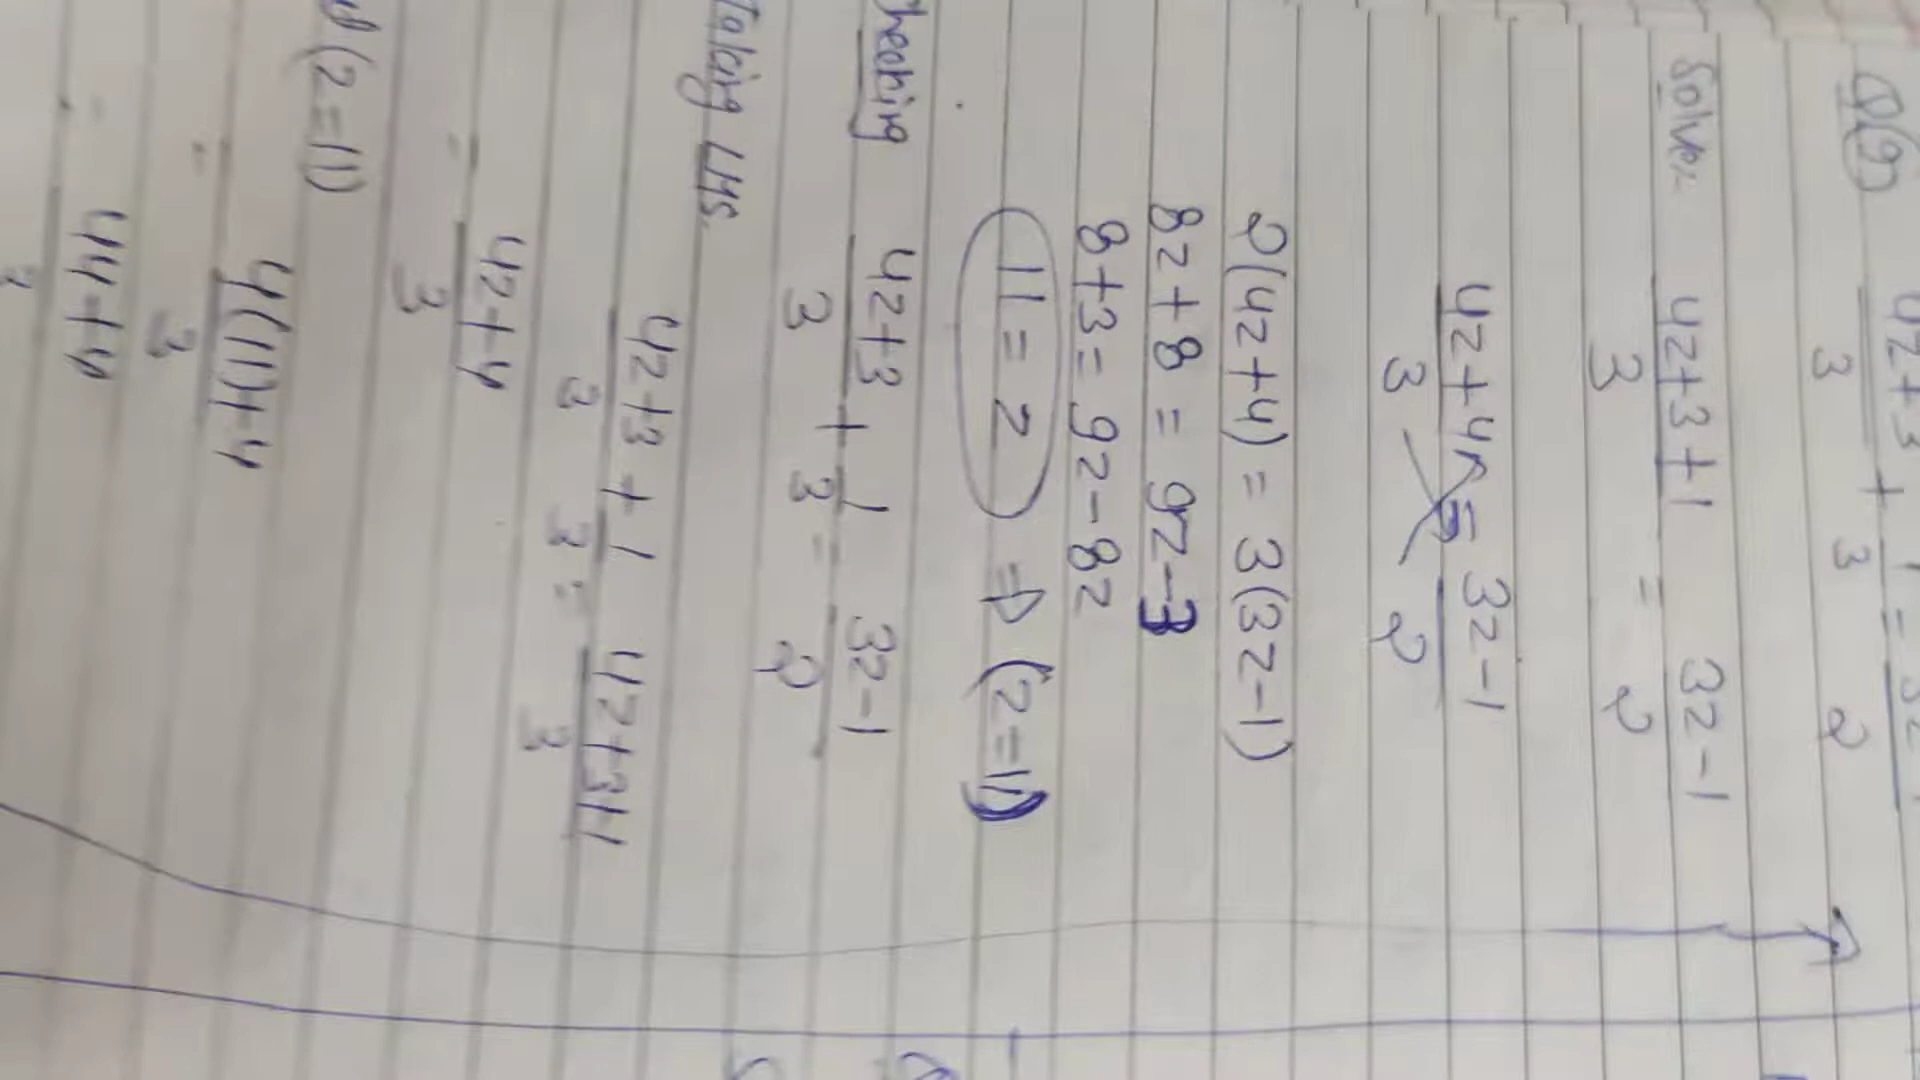 Q(9) 4z+3/3 + 1/3 = 3z-1/2
Solve:- 4z+3+1/3 = 3z-1/2
4z+4/3 = 3z-1/2
2(4z+4) = 3(3z-1)
8z+8 = 9z-3
8+3 = 9z-8z
11 = z ⇒ (z=11)
Checking 4z+3/3 + 1/3 = 3z-1/2
Taking LHS.
4z+3/3 + 1/3 = 4z+3+1/3
= 4z+4/3
(z=11)
= 4(11)+4/3
= 44+4